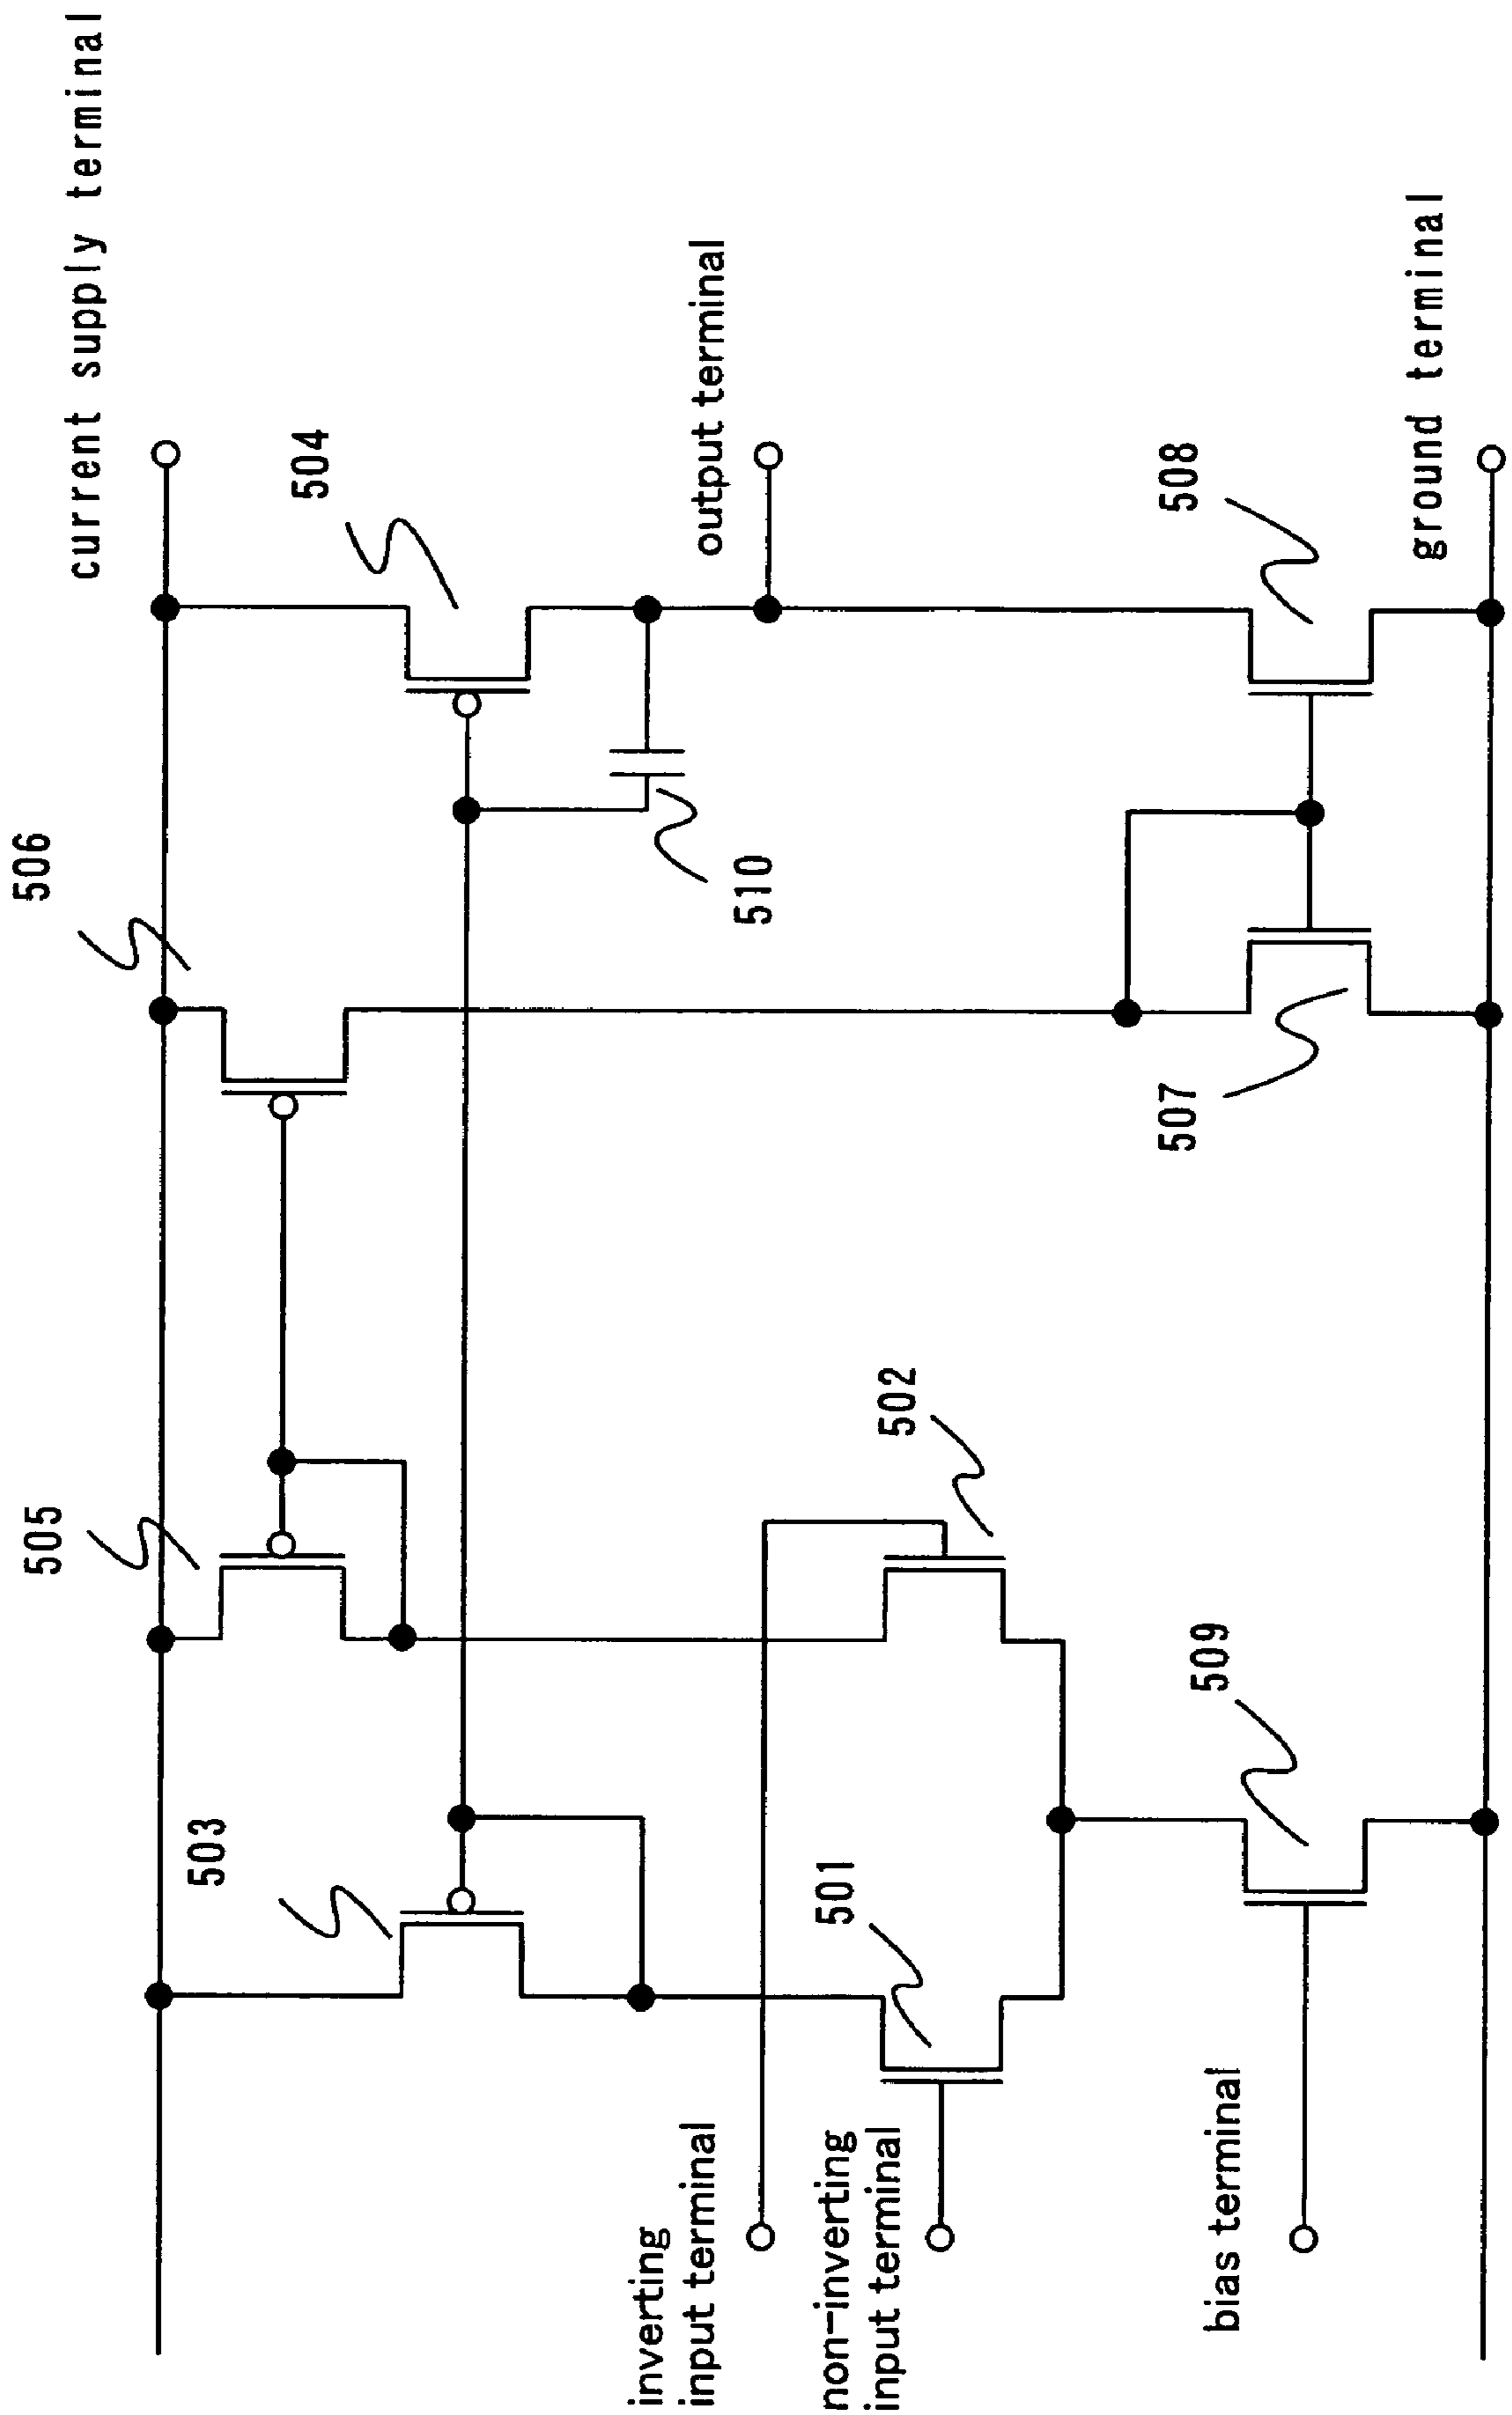 current supply terminal
506
505
504
503
output terminal
510
502
inverting
input terminal
501
non-inverting
input terminal
508
507
509
bias terminal
ground terminal